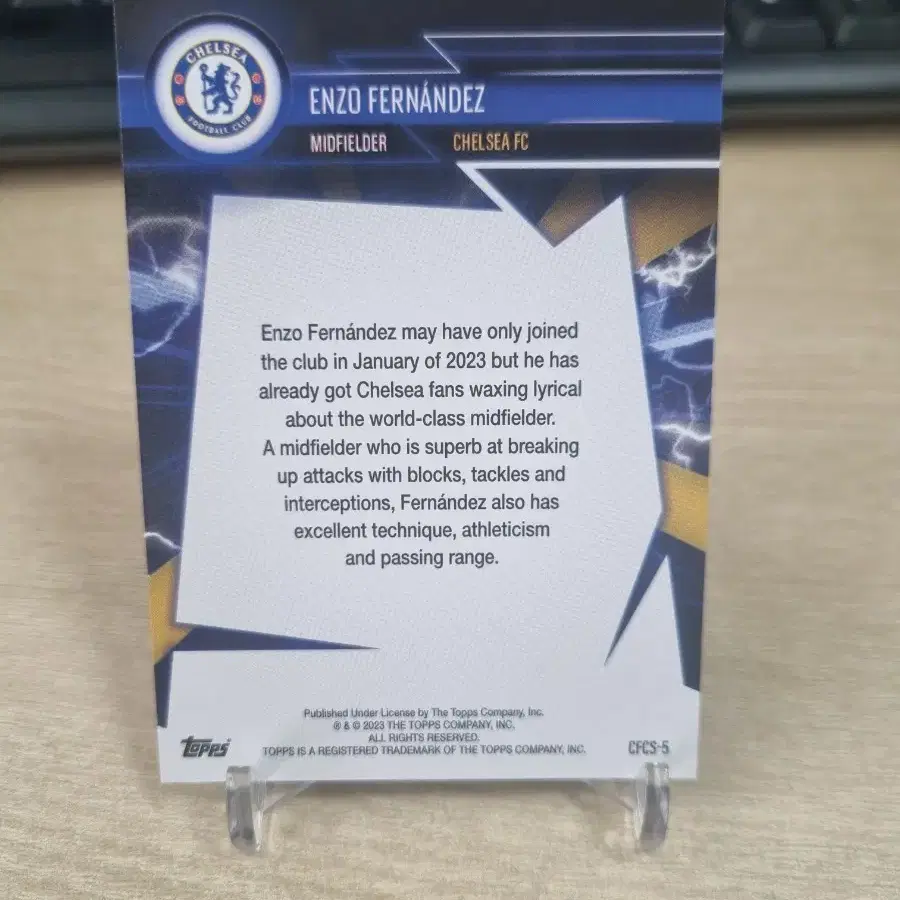 CHELSEA
FOOTBALL CLUB
ENZO FERNÁNDEZ
MIDFIELDER CHELSEA FC
Enzo Fernández may have only joined
the club in January of 2023 but he has
already got Chelsea fans waxing lyrical
about the world-class midfielder.
A midfielder who is superb at breaking
up attacks with blocks, tackles and
interceptions, Fernández also has
excellent technique, athleticism
and passing range.
Published Under License by The Topps Company, Inc.
® & © 2023 THE TOPPS COMPANY, INC.
ALL RIGHTS RESERVED.
TOPPS IS A REGISTERED TRADEMARK OF THE TOPPS COMPANY, INC.
TOPPS CFCS-5